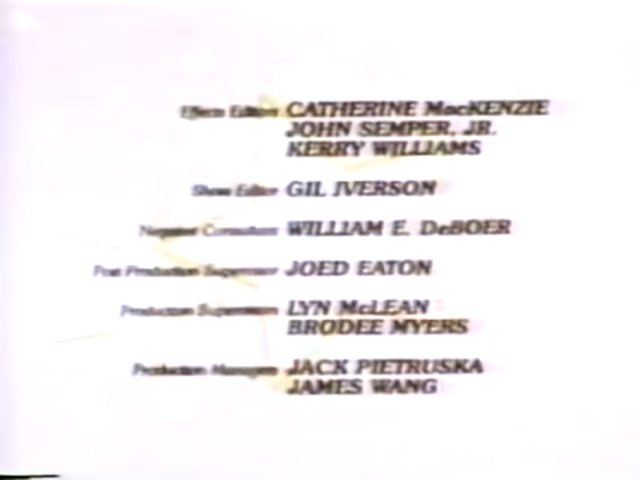 Effects Editors CATHERINE MacKENZIE
JOHN SEMPER, JR.
KERRY WILLIAMS
Show Editor GIL IVERSON
Negative Consultant WILLIAM E. DeBOER
Post Production Supervisor JOED EATON
Production Supervisors LYN McLEAN
BRODEE MYERS
Production Managers JACK PIETRUSKA
JAMES WANG